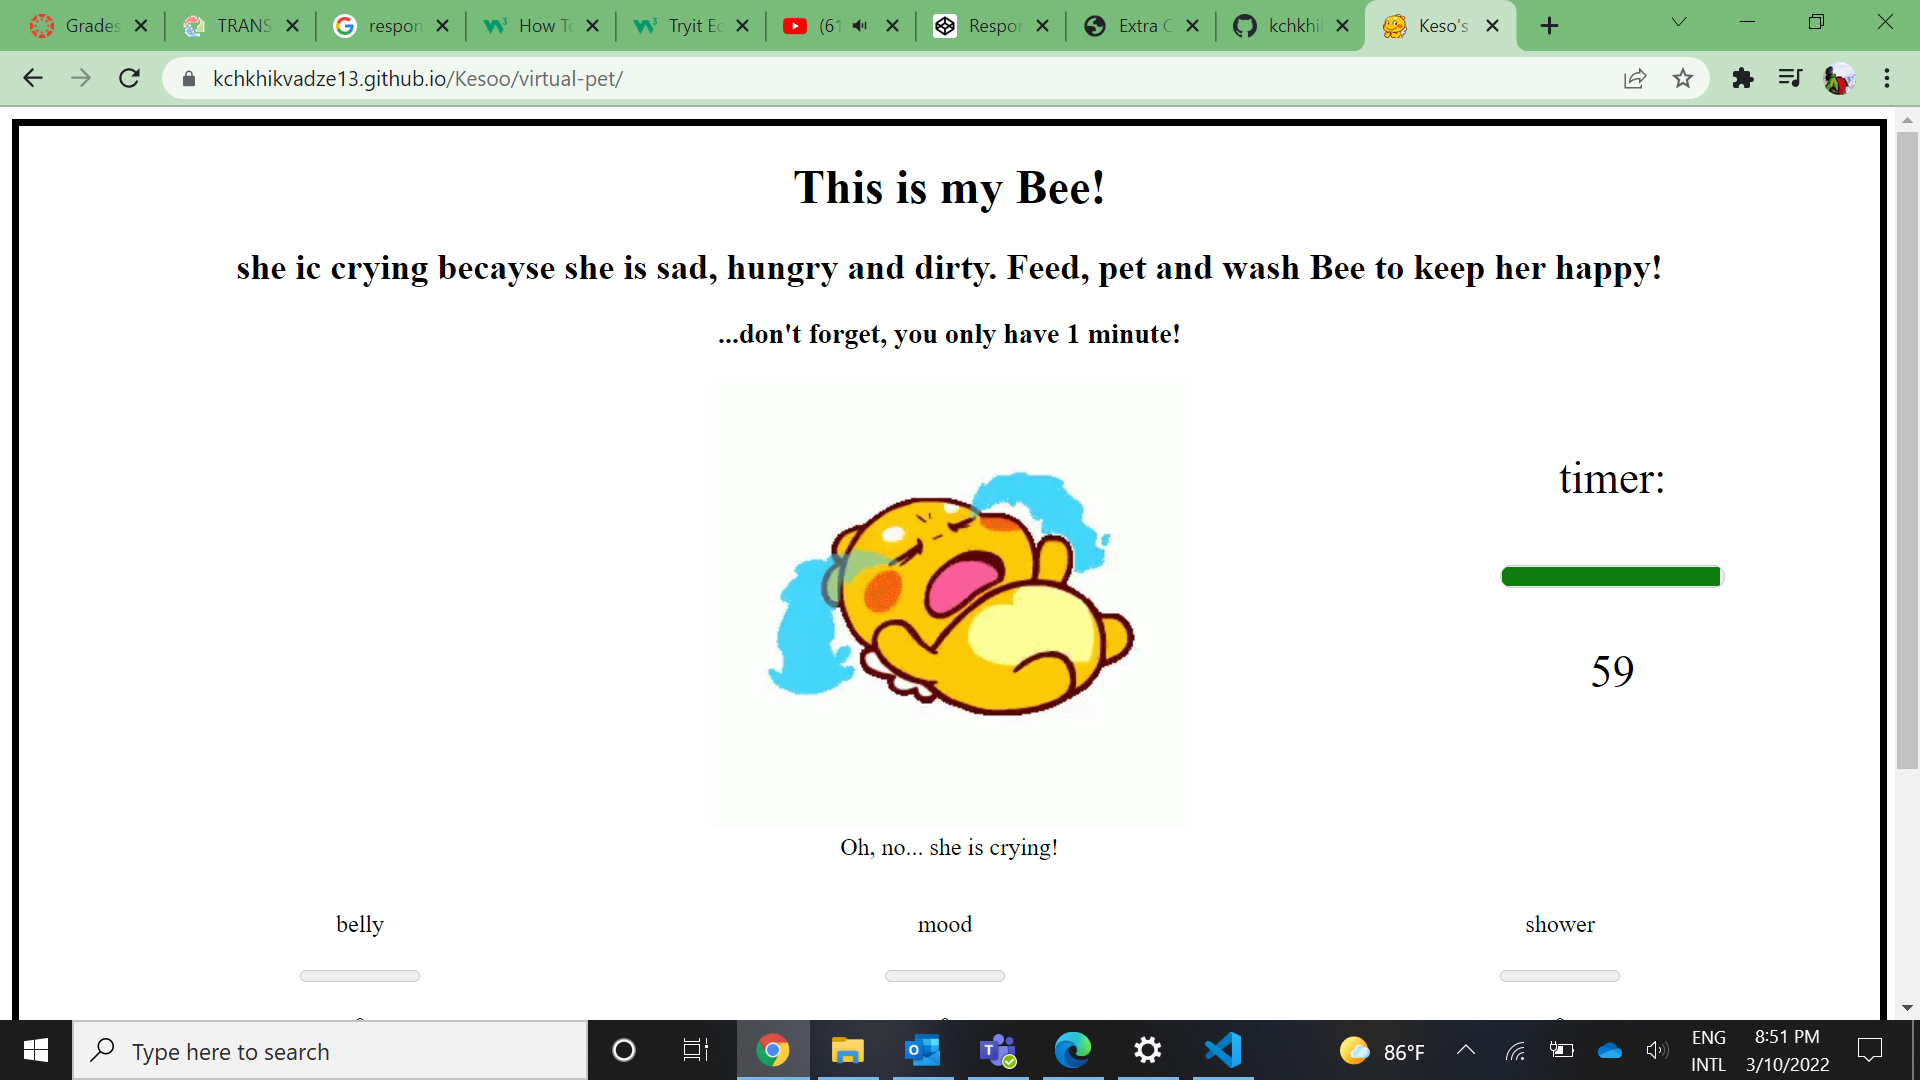 Grades
TRANS
respon
How To
Tryit Ed
(61
Respor
Extra C
kchkhil
Keso's
kchkhikvadze13.github.io/Kesoo/virtual-pet/
This is my Bee!
she ic crying becayse she is sad, hungry and dirty. Feed, pet and wash Bee to keep her happy!
...don't forget, you only have 1 minute!
timer:
59
Oh, no... she is crying!
belly
mood
shower
Type here to search
86°F
ENG
INTL
8:51 PM
3/10/2022